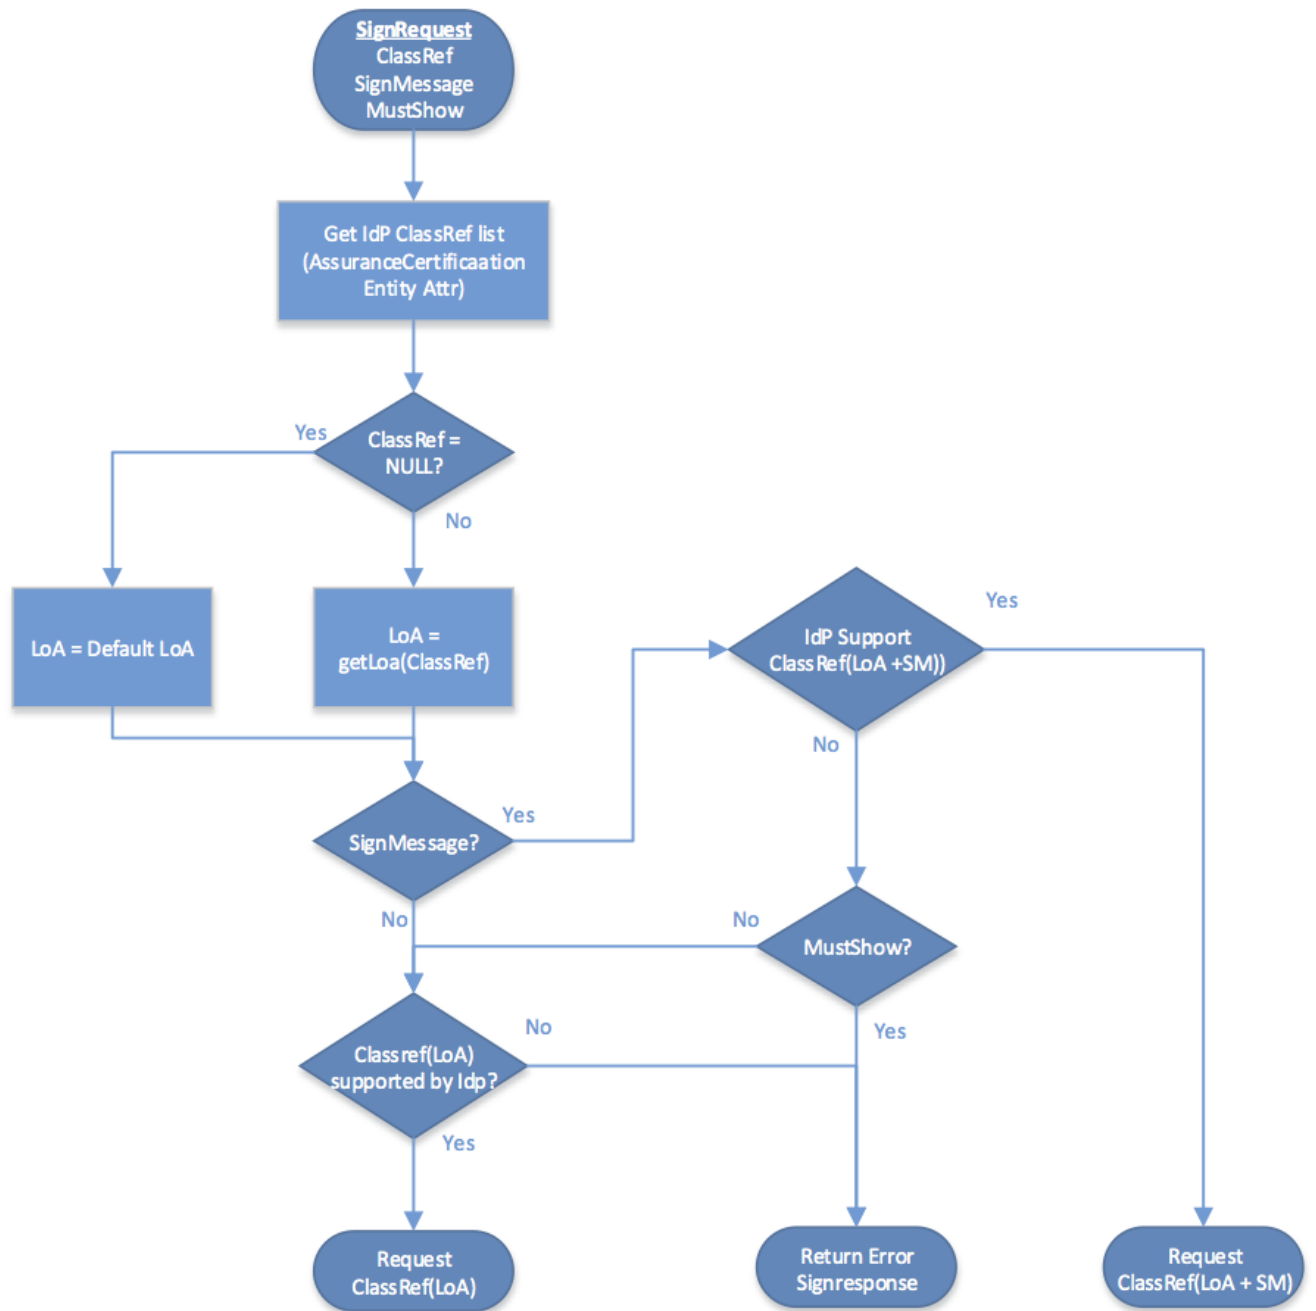 SignRequest
ClassRef
SignMessage
MustShow
Get IdP ClassRef list
(AssuranceCertificaation
Entity Attr)
Yes
ClassRef =
NULL?
No
LoA = Default LoA
LoA =
getLoa(ClassRef)
IdP Support
ClassRef(LoA +SM))
Yes
No
SignMessage?
Yes
No
No
MustShow?
Yes
Classref(LoA)
supported by Idp?
No
Yes
Request
ClassRef(LoA)
Return Error
Signresponse
Request
ClassRef(LoA + SM)